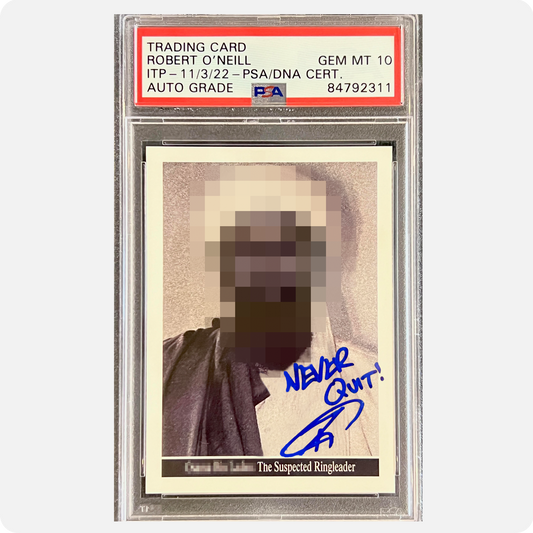 TRADING CARD
ROBERT O'NEILL GEM MT 10
ITP - 11/3/22 - PSA/DNA CERT.
AUTO GRADE PSA 84792311
NEVER
QUIT!
The Suspected Ringleader